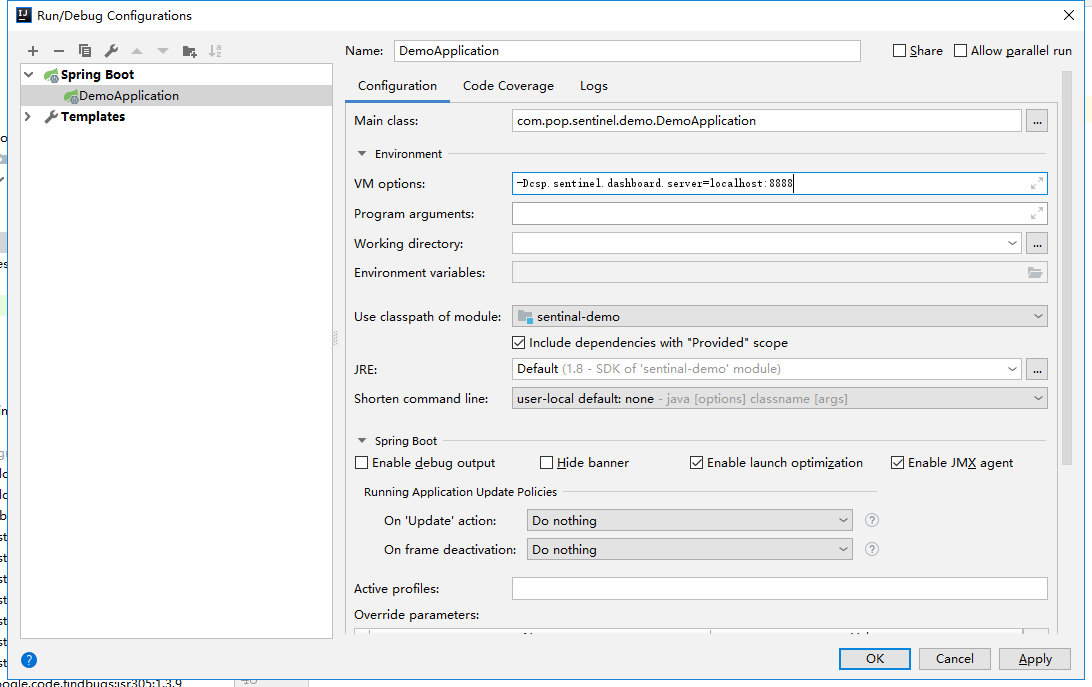 Run/Debug Configurations
Name: DemoApplication Share Allow parallel run
Spring Boot
DemoApplication
Templates
Configuration Code Coverage Logs
Main class: com.pop.sentinel.demo.DemoApplication ...
Environment
VM options: -Dcsp.sentinel.dashboard.server=localhost:8888
Program arguments:
Working directory: ...
Environment variables:
Use classpath of module: sentinal-demo
Include dependencies with "Provided" scope
JRE: Default (1.8 - SDK of 'sentinal-demo' module) ...
Shorten command line: user-local default: none - java [options] classname [args]
Spring Boot
Enable debug output Hide banner Enable launch optimization Enable JMX agent
Running Application Update Policies
On 'Update' action: Do nothing ?
On frame deactivation: Do nothing ?
Active profiles:
Override parameters:
? OK Cancel Apply